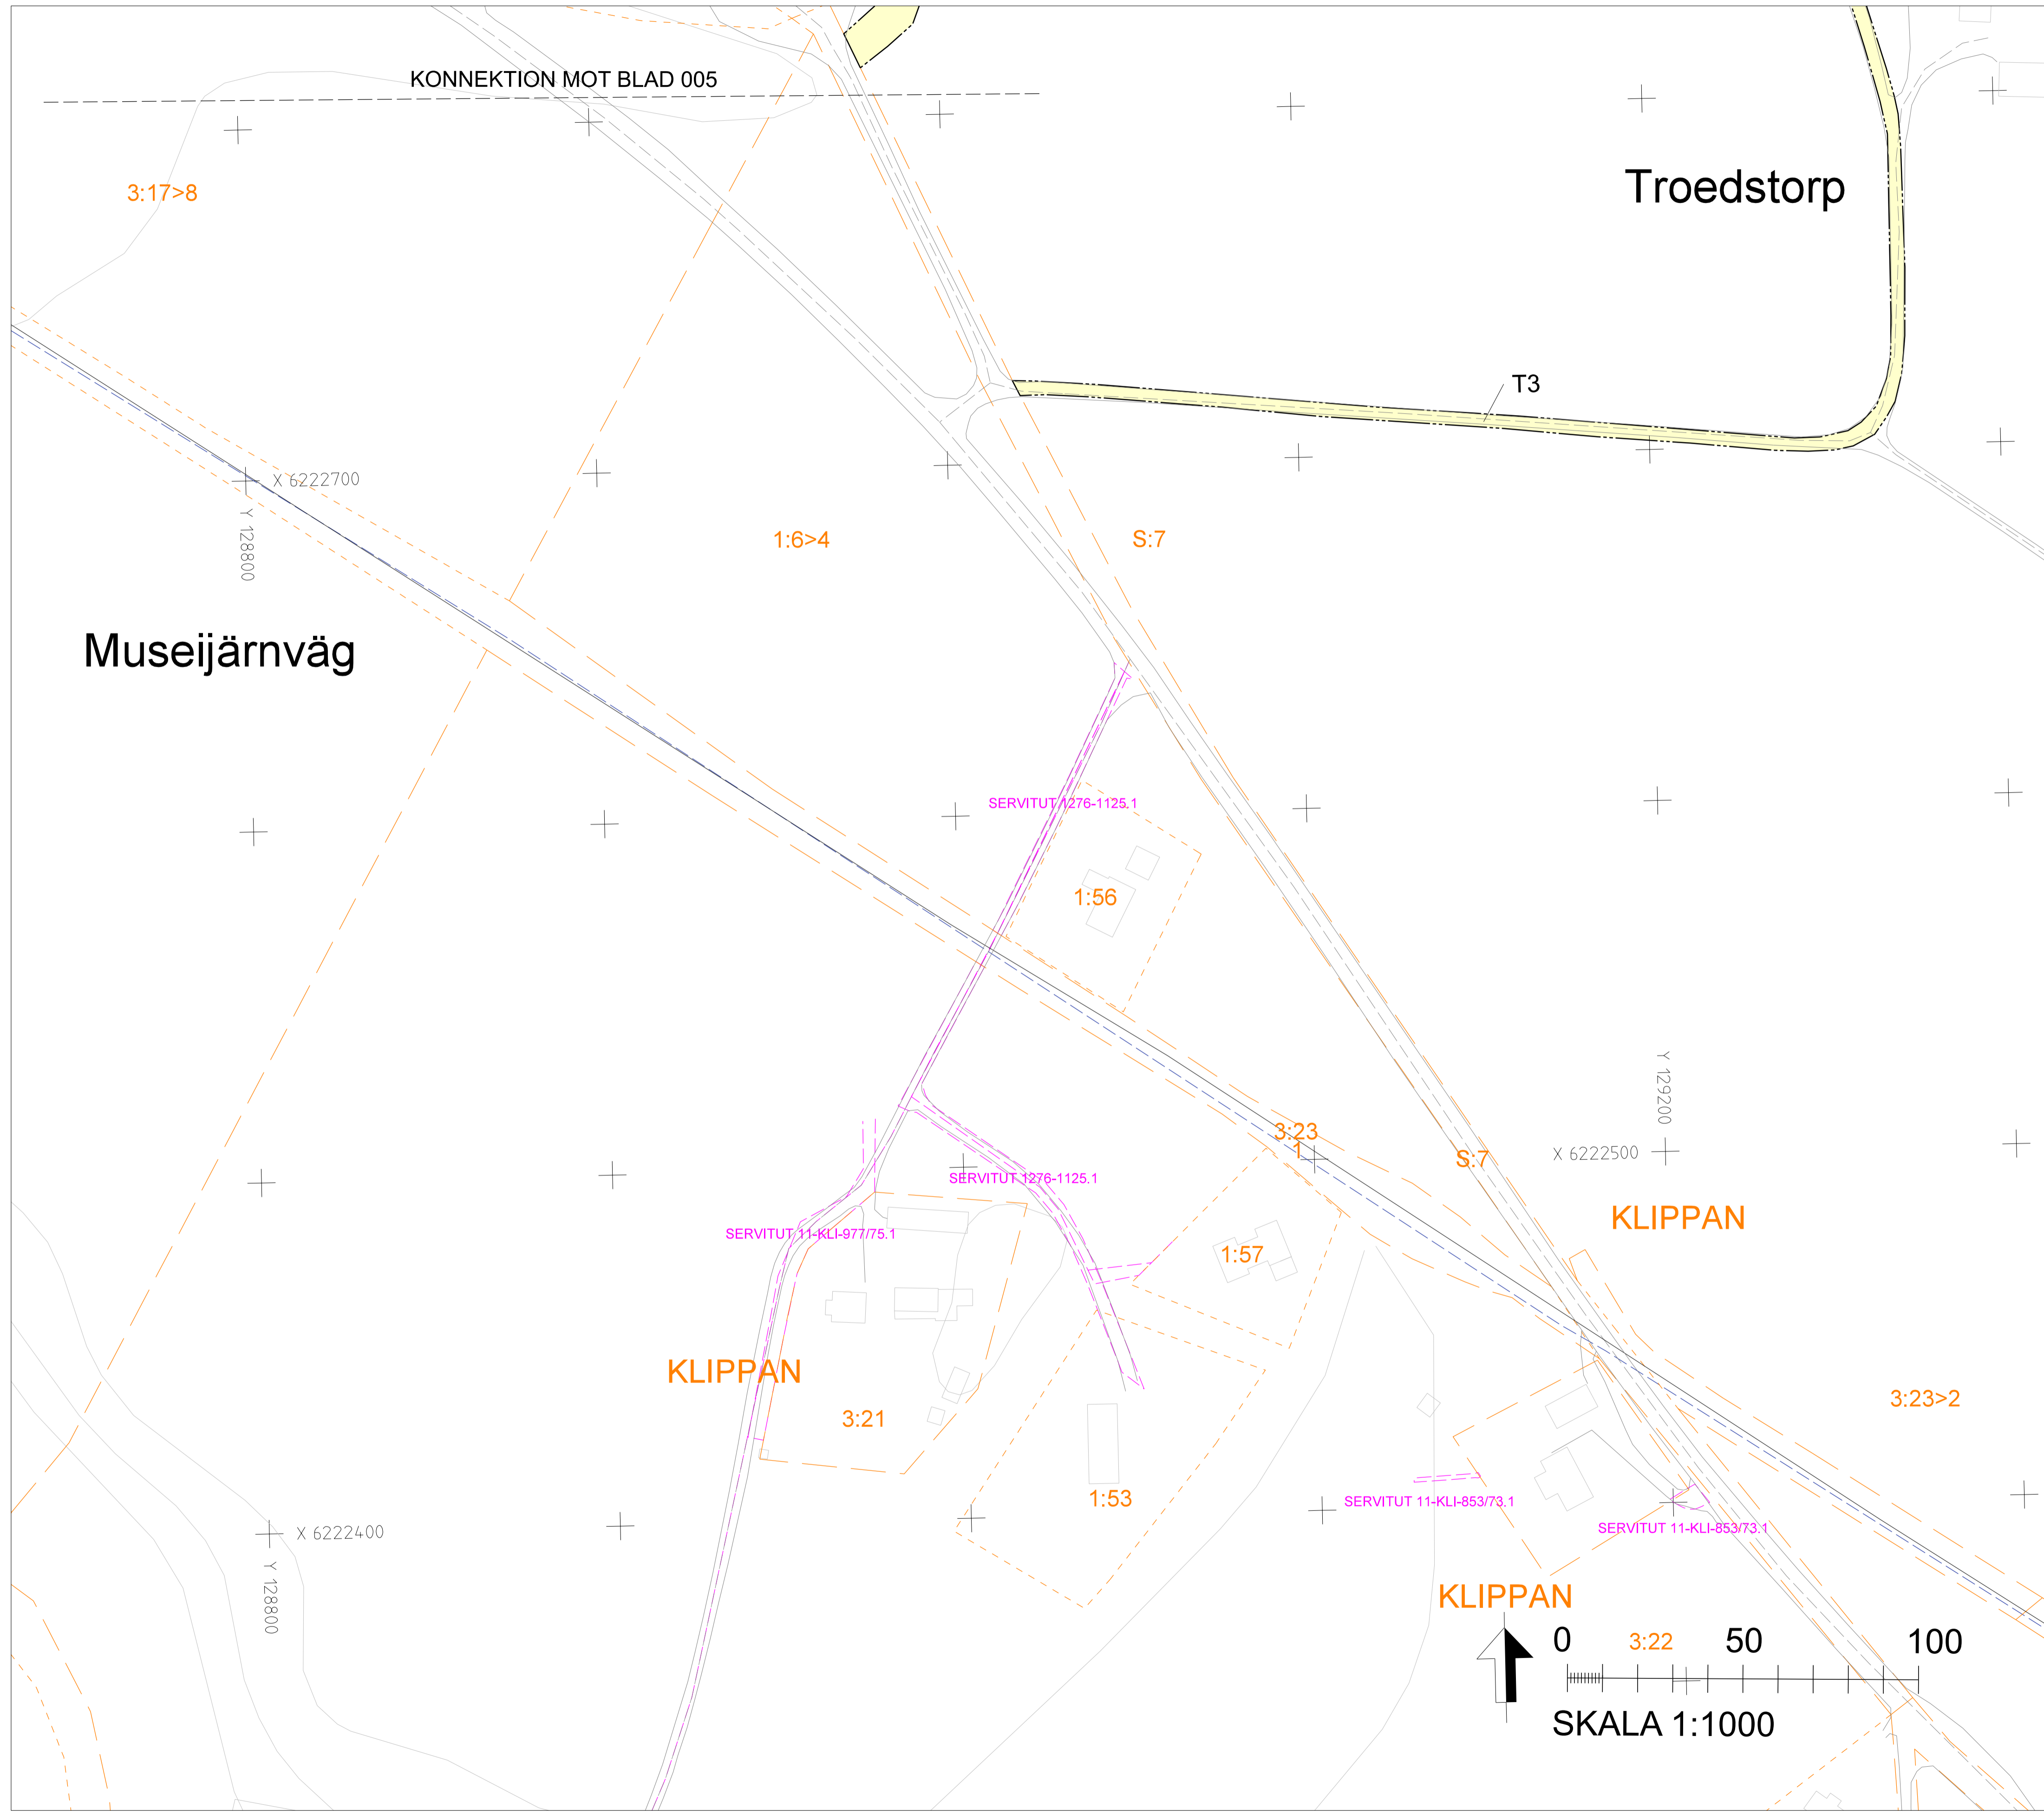 KONNEKTION MOT BLAD 005
3:17>8
Troedstorp
T3
X 6222700
Y 128800
1:6>4
S:7
Museijärnväg
SERVITUT 1276-1125.1
1:56
Y 129200
3:23
1
X 6222500
S:7
SERVITUT 1276-1125.1
KLIPPAN
SERVITUT 11-KLI-977/75.1
1:57
KLIPPAN
3:23>2
3:21
1:53
SERVITUT 11-KLI-853/73.1
SERVITUT 11-KLI-853/73.1
X 6222400
Y 128800
KLIPPAN
0 3:22 50 100
SKALA 1:1000